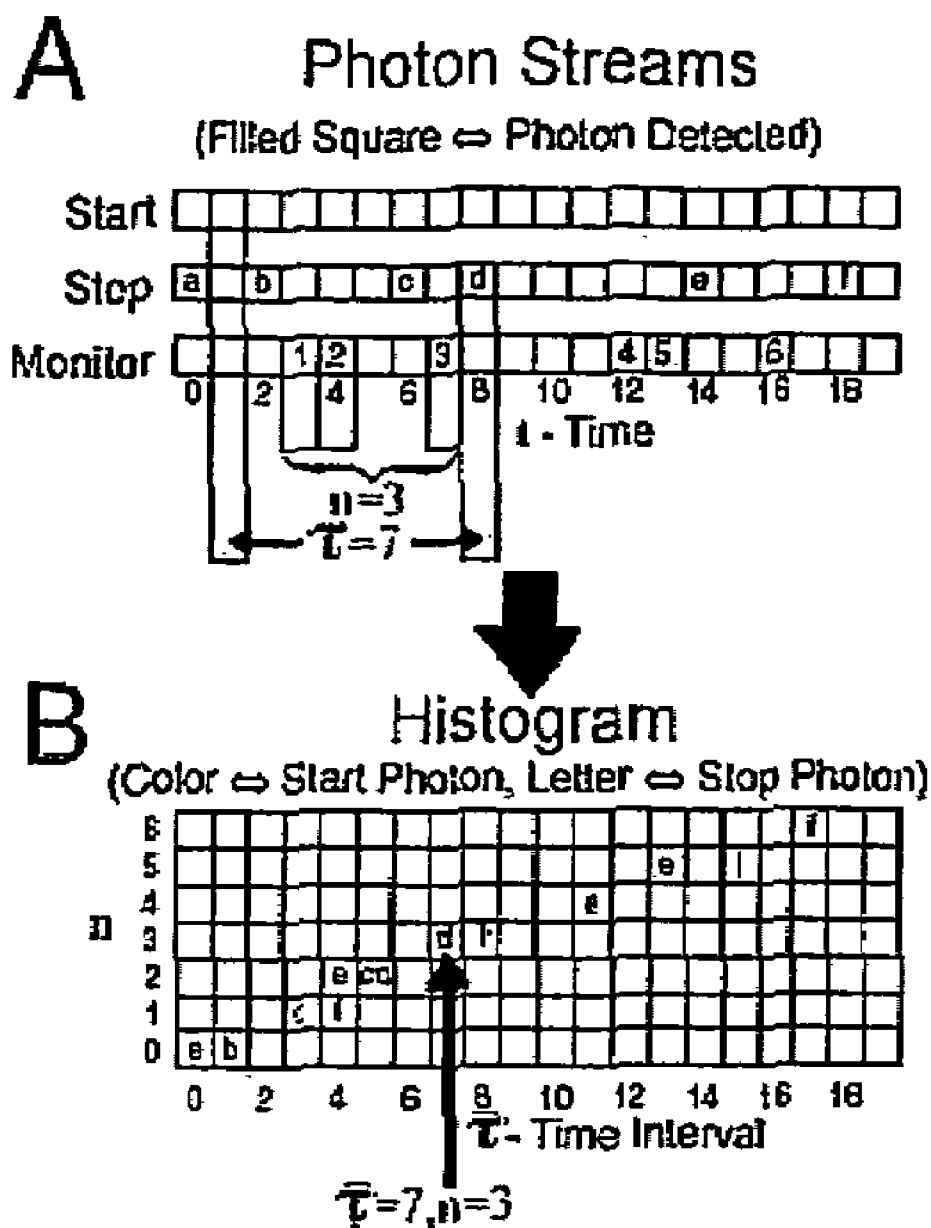 A
Photon Streams
(Filled Square ⇔ Photon Detected)
Start
Stop a b c d e f
Monitor 1 2 3 4 5 6
0 2 4 6 8 10 12 14 16 18
t - Time
n=3
τ̄=7
B
Histogram
(Color ⇔ Start Photon, Letter ⇔ Stop Photon)
6 f
5 e
4 e
n
3 d f
2 e cd
1 c f
0 e b
0 2 4 6 8 10 12 14 16 18
τ̄ - Time Interval
τ̄=7,n=3